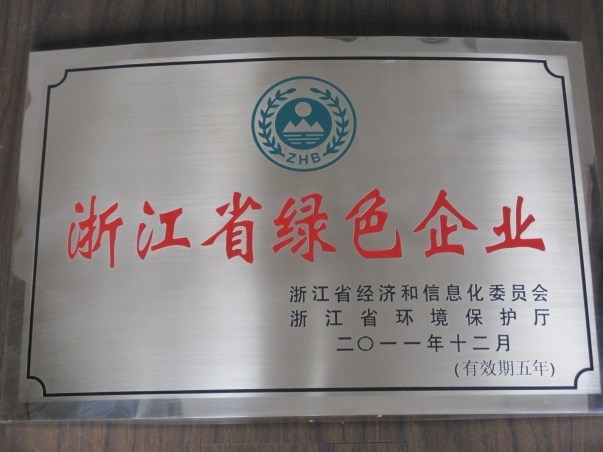 ZHB
浙江省绿色企业
浙江省经济和信息化委员会
浙江省环境保护厅
二〇一一年十二月
(有效期五年)